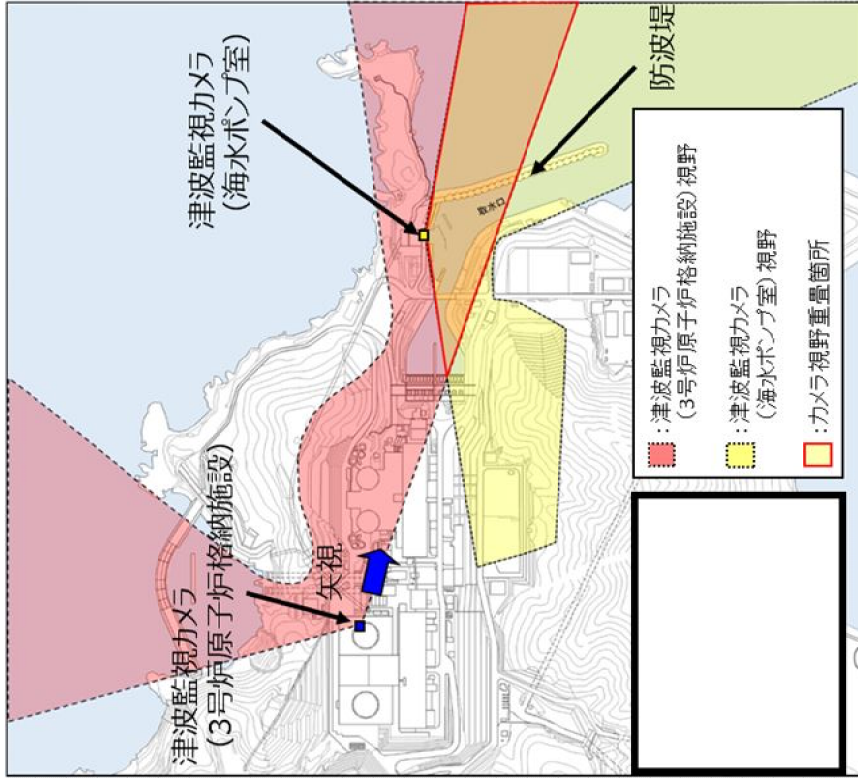 津波監視カメラ
(海水ポンプ室)
防波堤
取水口
津波監視カメラ
(3号炉原子炉格納施設)
矢視
:津波監視カメラ
(3号炉原子炉格納施設)視野
:津波監視カメラ
(海水ポンプ室)視野
:カメラ視野重畳箇所